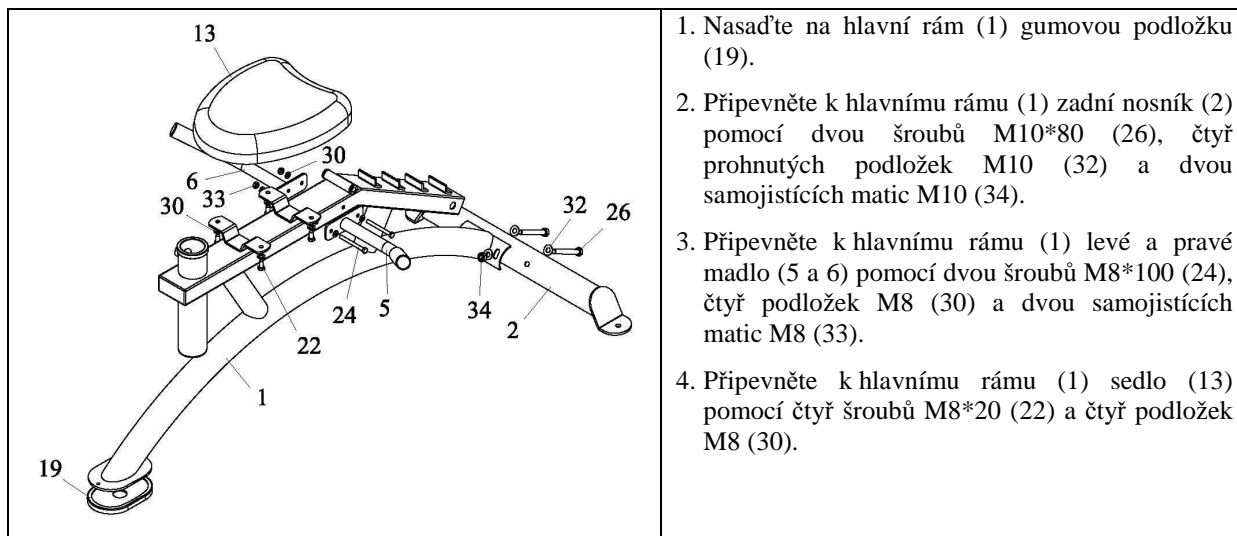 13
6
30
33
30
32
26
24
5
34
2
22
1
19
1. Nasaďte na hlavní rám (1) gumovou podložku
(19).
2. Připevněte k hlavnímu rámu (1) zadní nosník (2)
pomocí dvou šroubů M10*80 (26), čtyř
prohnutých podložek M10 (32) a dvou
samojistících matic M10 (34).
3. Připevněte k hlavnímu rámu (1) levé a pravé
madlo (5 a 6) pomocí dvou šroubů M8*100 (24),
čtyř podložek M8 (30) a dvou samojistících
matic M8 (33).
4. Připevněte k hlavnímu rámu (1) sedlo (13)
pomocí čtyř šroubů M8*20 (22) a čtyř podložek
M8 (30).